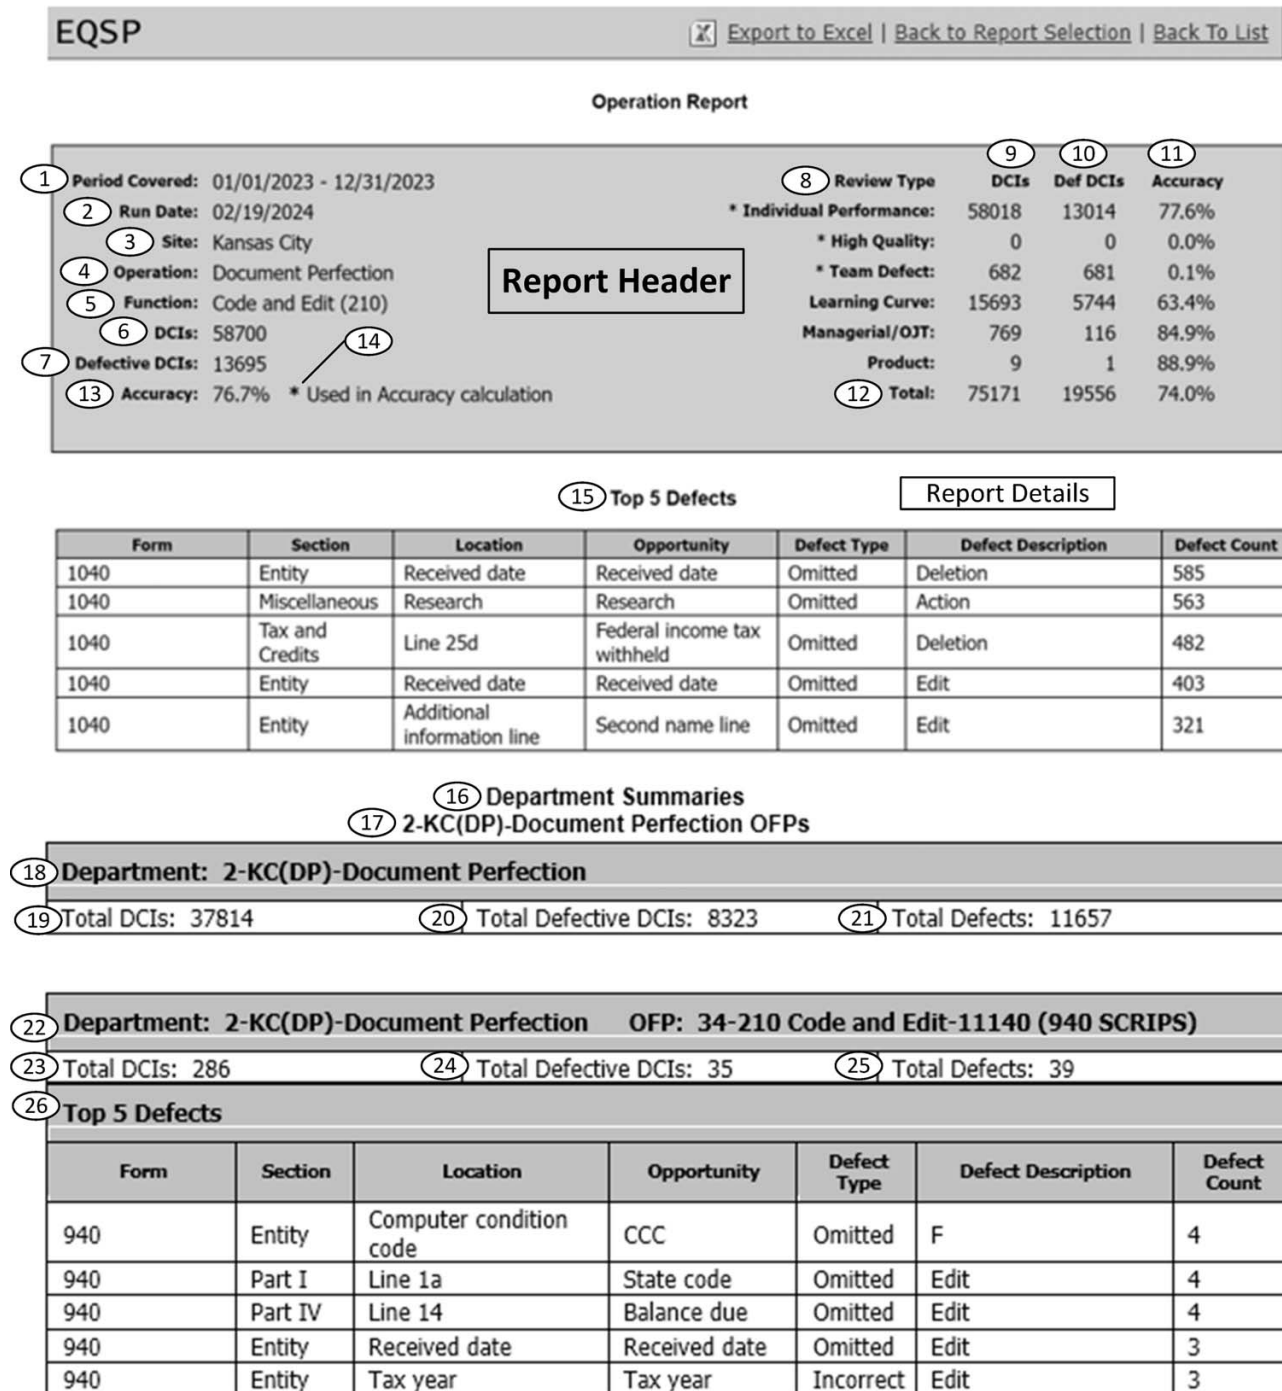 EQSP Export to Excel | Back to Report Selection | Back To List
Operation Report
9 10 11
1 Period Covered: 01/01/2023 - 12/31/2023 8 Review Type DCIs Def DCIs Accuracy
2 Run Date: 02/19/2024 * Individual Performance: 58018 13014 77.6%
3 Site: Kansas City * High Quality: 0 0 0.0%
4 Operation: Document Perfection Report Header * Team Defect: 682 681 0.1%
5 Function: Code and Edit (210) Learning Curve: 15693 5744 63.4%
6 DCIs: 58700 14 Managerial/OJT: 769 116 84.9%
7 Defective DCIs: 13695 Product: 9 1 88.9%
13 Accuracy: 76.7% * Used in Accuracy calculation 12 Total: 75171 19556 74.0%
15 Top 5 Defects Report Details
Form Section Location Opportunity Defect Type Defect Description Defect Count
1040 Entity Received date Received date Omitted Deletion 585
1040 Miscellaneous Research Research Omitted Action 563
1040 Tax and Credits Line 25d Federal income tax withheld Omitted Deletion 482
1040 Entity Received date Received date Omitted Edit 403
1040 Entity Additional information line Second name line Omitted Edit 321
16 Department Summaries
17 2-KC(DP)-Document Perfection OFPs
18 Department: 2-KC(DP)-Document Perfection
19 Total DCIs: 37814 20 Total Defective DCIs: 8323 21 Total Defects: 11657
22 Department: 2-KC(DP)-Document Perfection OFP: 34-210 Code and Edit-11140 (940 SCRIPS)
23 Total DCIs: 286 24 Total Defective DCIs: 35 25 Total Defects: 39
26 Top 5 Defects
Form Section Location Opportunity Defect Type Defect Description Defect Count
940 Entity Computer condition code CCC Omitted F 4
940 Part I Line 1a State code Omitted Edit 4
940 Part IV Line 14 Balance due Omitted Edit 4
940 Entity Received date Received date Omitted Edit 3
940 Entity Tax year Tax year Incorrect Edit 3